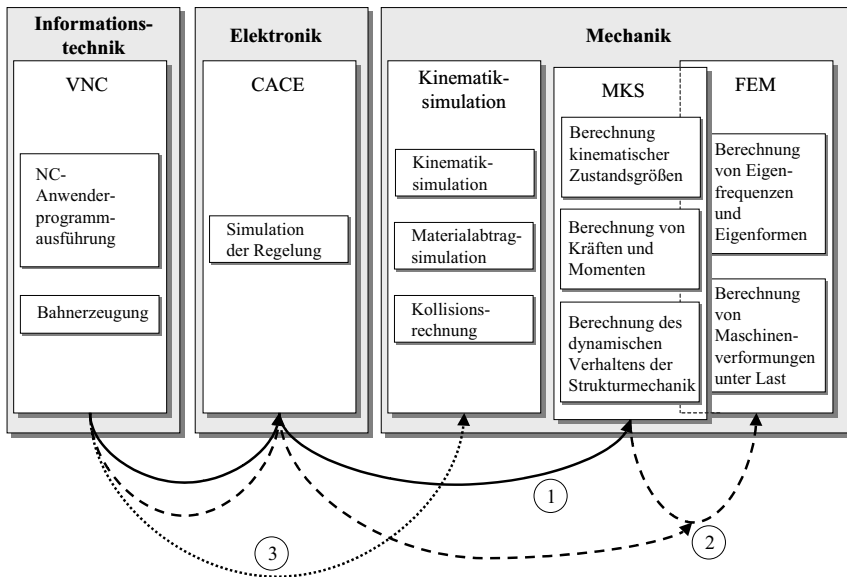 Informations-
technik
VNC
NC-
Anwender-
programm-
ausführung
Bahnerzeugung
Elektronik
CACE
Simulation
der Regelung
Mechanik
Kinematik-
simulation
Kinematik-
simulation
Materialabtrag-
simulation
Kollisions-
rechnung
MKS
Berechnung
kinematischer
Zustandsgrößen
Berechnung von
Kräften und
Momenten
Berechnung des
dynamischen
Verhaltens der
Strukturmechanik
FEM
Berechnung
von Eigen-
frequenzen
und
Eigenformen
Berechnung
von
Maschinen-
verformungen
unter Last
1
2
3